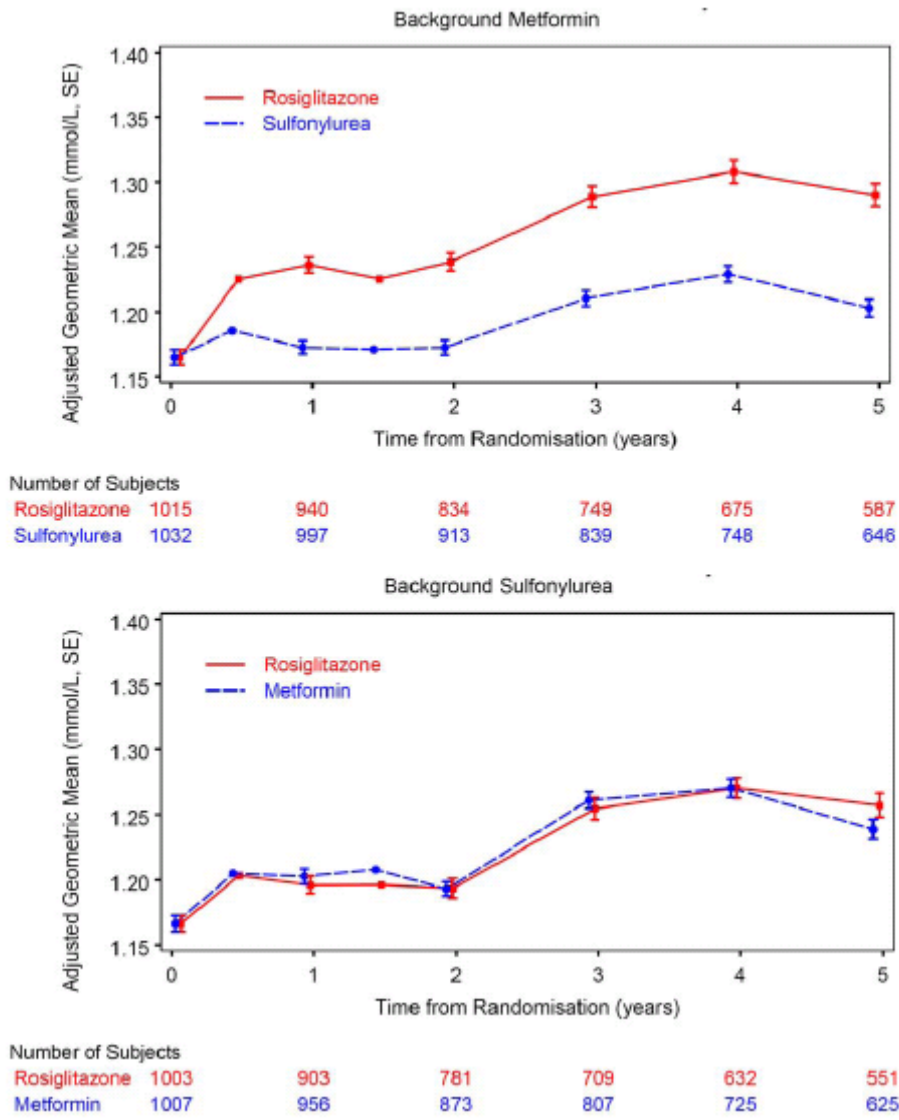 Background Metformin
Adjusted Geometric Mean (mmol/L, SE)
1.40
1.35
1.30
1.25
1.20
1.15
Rosiglitazone
Sulfonylurea
0 1 2 3 4 5
Time from Randomisation (years)
Number of Subjects
Rosiglitazone 1015 940 834 749 675 587
Sulfonylurea 1032 997 913 839 748 646
Background Sulfonylurea
Adjusted Geometric Mean (mmol/L, SE)
1.40
1.35
1.30
1.25
1.20
1.15
Rosiglitazone
Metformin
0 1 2 3 4 5
Time from Randomisation (years)
Number of Subjects
Rosiglitazone 1003 903 781 709 632 551
Metformin 1007 956 873 807 725 625